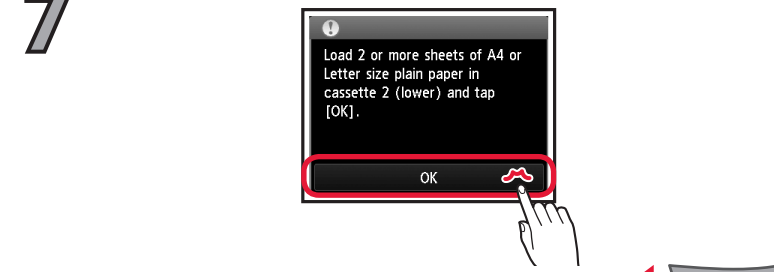 7
Load 2 or more sheets of A4 or
Letter size plain paper in
cassette 2 (lower) and tap
[OK].
OK